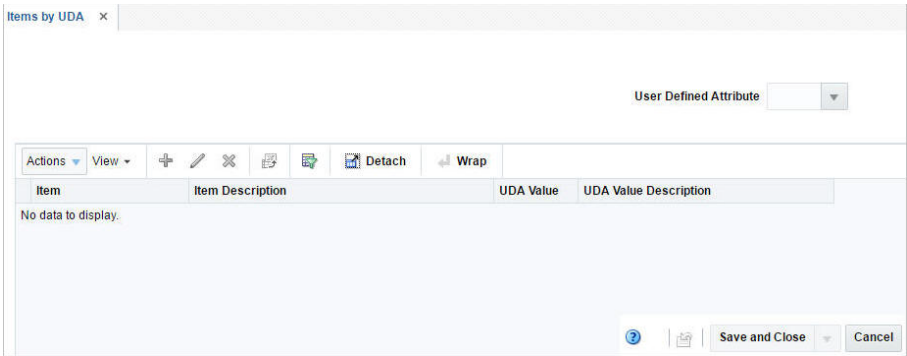 Items by UDA
User Defined Attribute
Actions View Detach Wrap
Item Item Description UDA Value UDA Value Description
No data to display.
? Save and Close Cancel